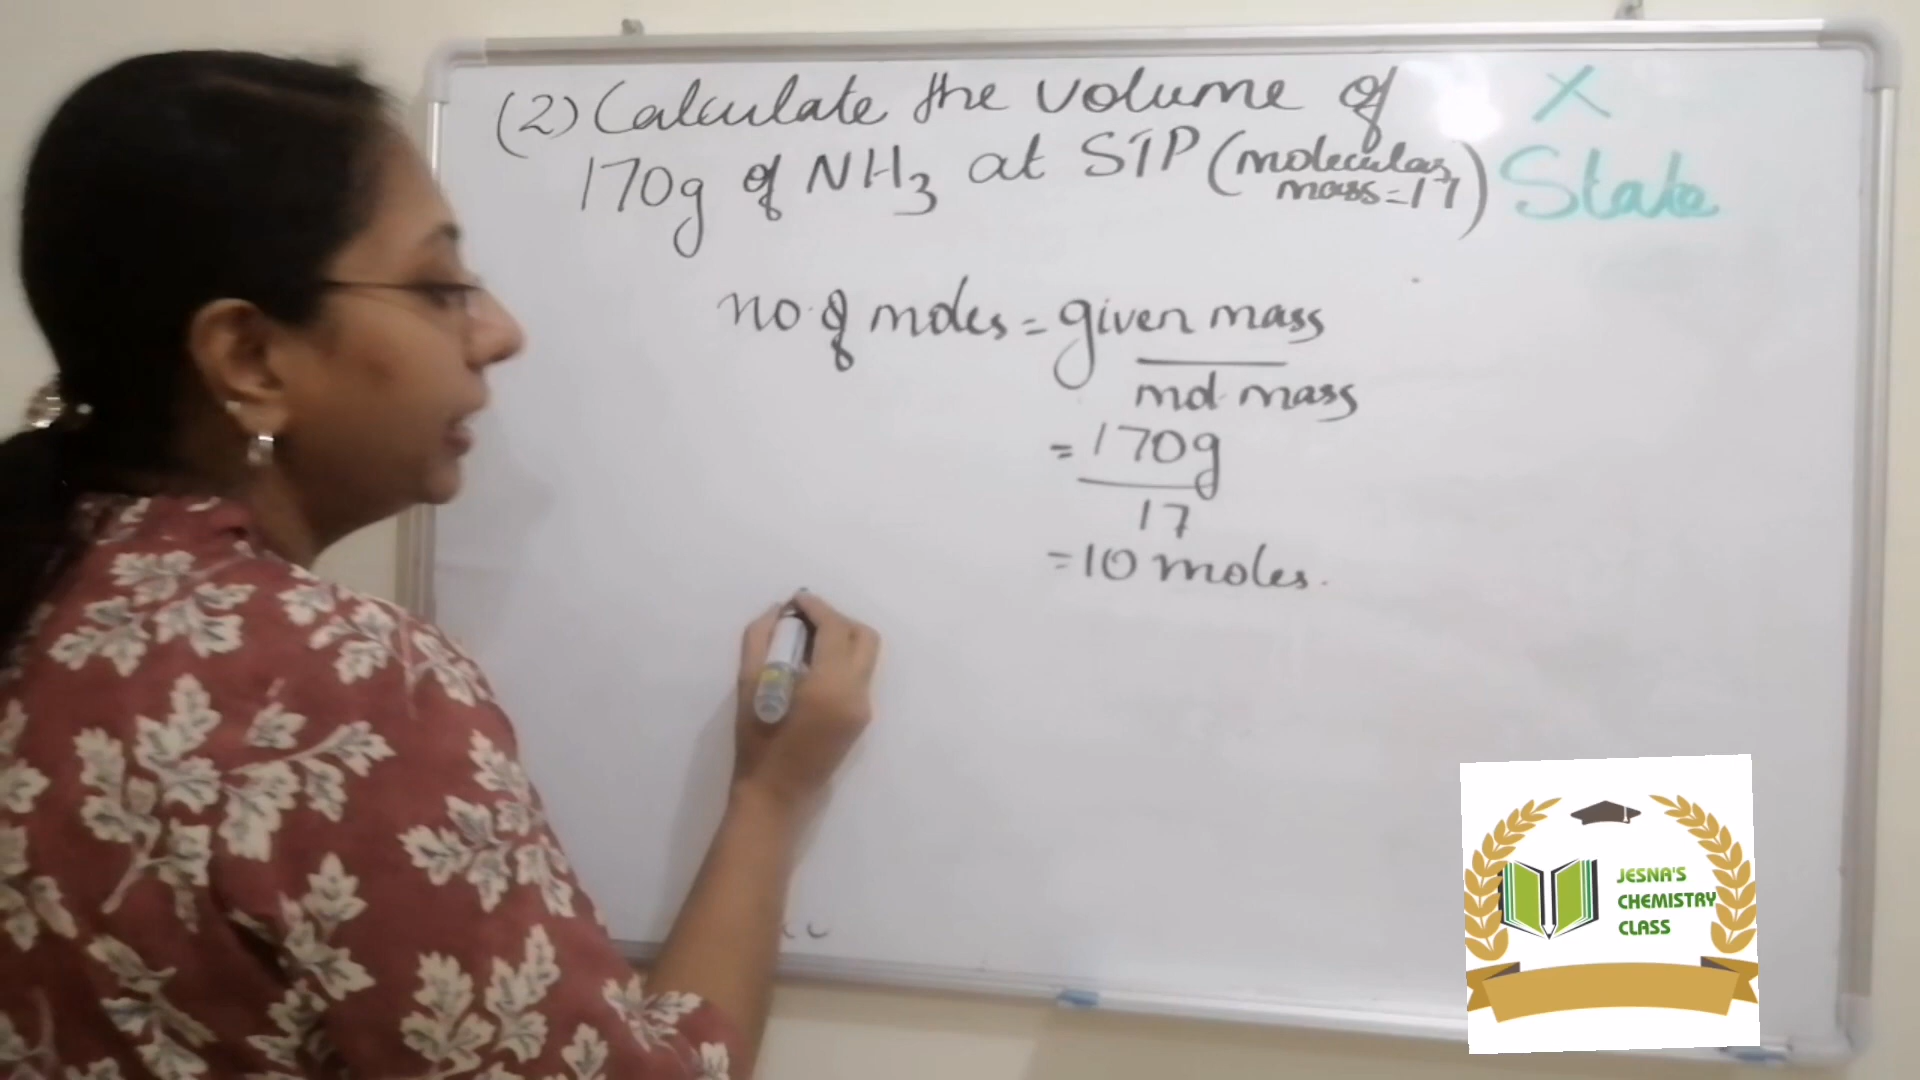 (2) Calculate the volume of
170g of NH3 at STP (molecular
mass=17)
X
State
no. of moles = given mass
mol. mass
= 170g
17
= 10 moles.
JESNA'S
CHEMISTRY
CLASS